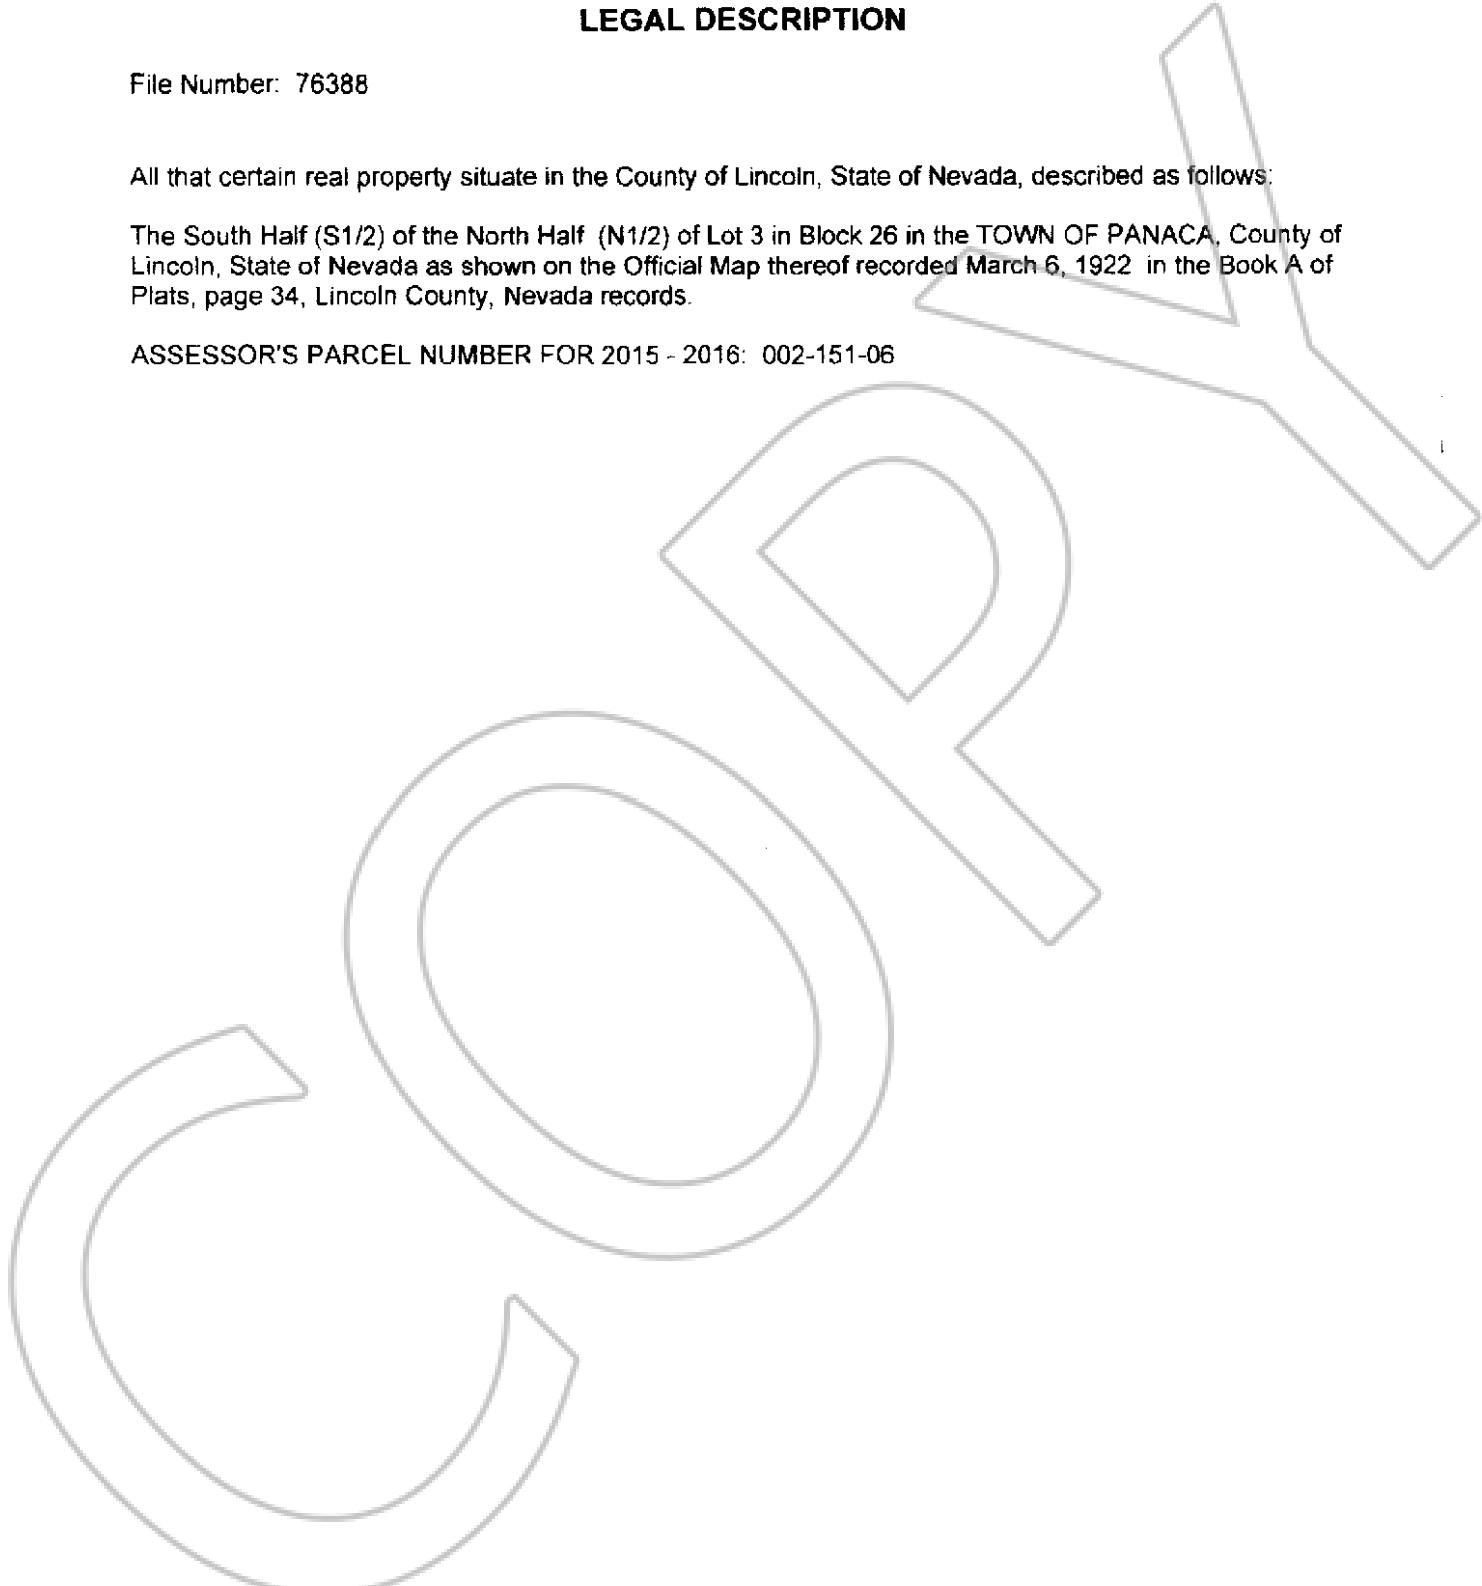 LEGAL DESCRIPTION
File Number: 76388
All that certain real property situate in the County of Lincoln, State of Nevada, described as follows:
The South Half (S1/2) of the North Half (N1/2) of Lot 3 in Block 26 in the TOWN OF PANACA, County of
Lincoln, State of Nevada as shown on the Official Map thereof recorded March 6, 1922 in the Book A of
Plats, page 34, Lincoln County, Nevada records.
ASSESSOR'S PARCEL NUMBER FOR 2015 - 2016: 002-151-06
COPY